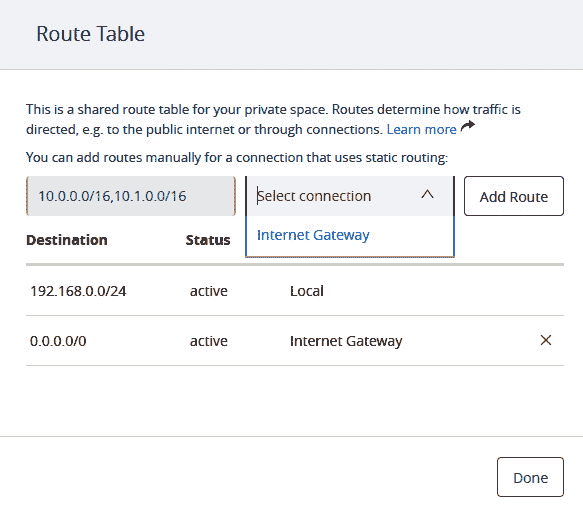 Route Table
This is a shared route table for your private space. Routes determine how traffic is
directed, e.g. to the public internet or through connections. Learn more
You can add routes manually for a connection that uses static routing:
10.0.0.0/16,10.1.0.0/16 Select connection Add Route
Internet Gateway
Destination Status
192.168.0.0/24 active Local
0.0.0.0/0 active Internet Gateway
Done